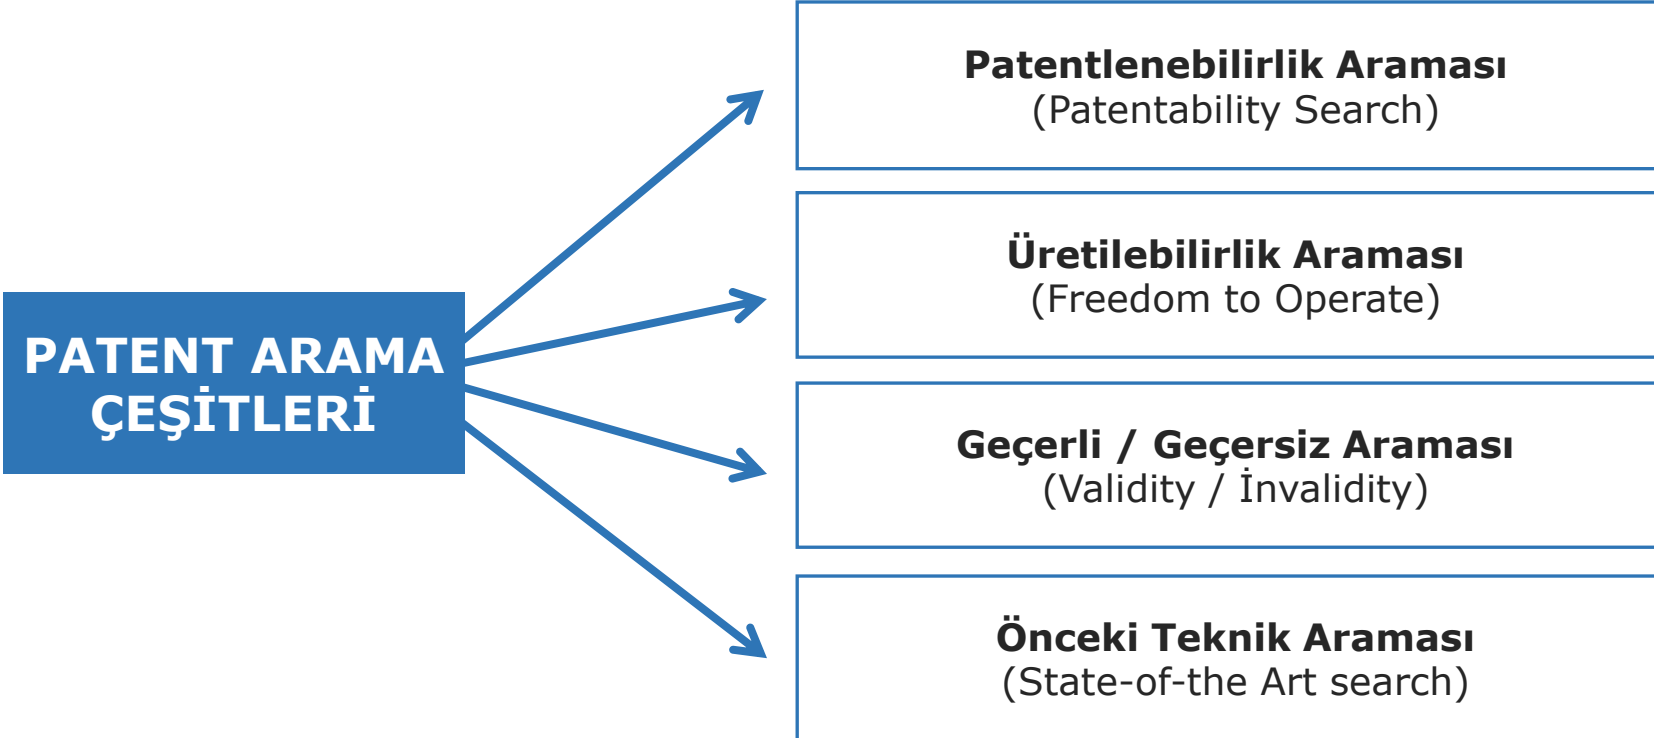 PATENT ARAMA
ÇEŞİTLERİ
Patentlenebilirlik Araması
(Patentability Search)
Üretilebilirlik Araması
(Freedom to Operate)
Geçerli / Geçersiz Araması
(Validity / İnvalidity)
Önceki Teknik Araması
(State-of-the Art search)